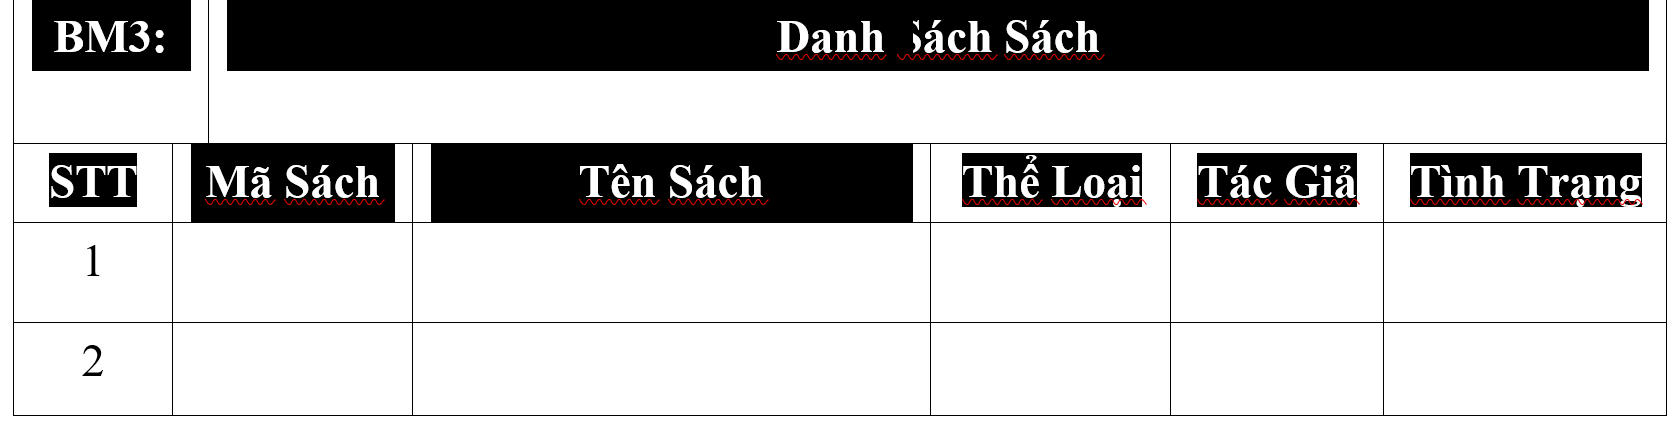 BM3: Danh Sách Sách
STT Mã Sách Tên Sách Thể Loại Tác Giả Tình Trạng
1
2